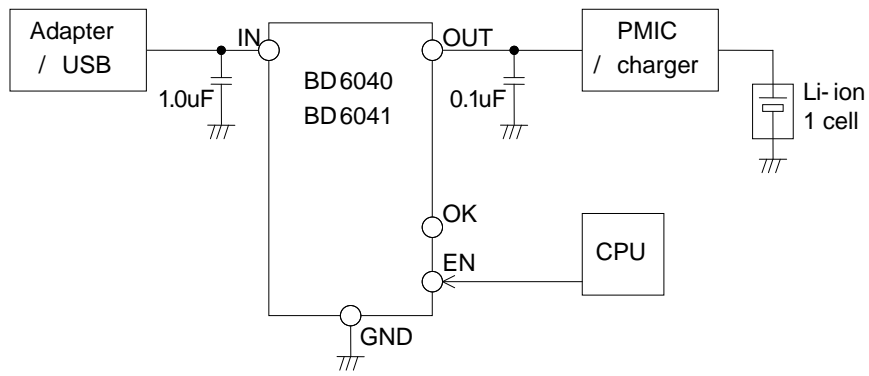 Adapter
/ USB
IN
OUT
PMIC
/ charger
BD6040
BD6041
1.0uF
0.1uF
Li-ion
1 cell
OK
EN
CPU
GND